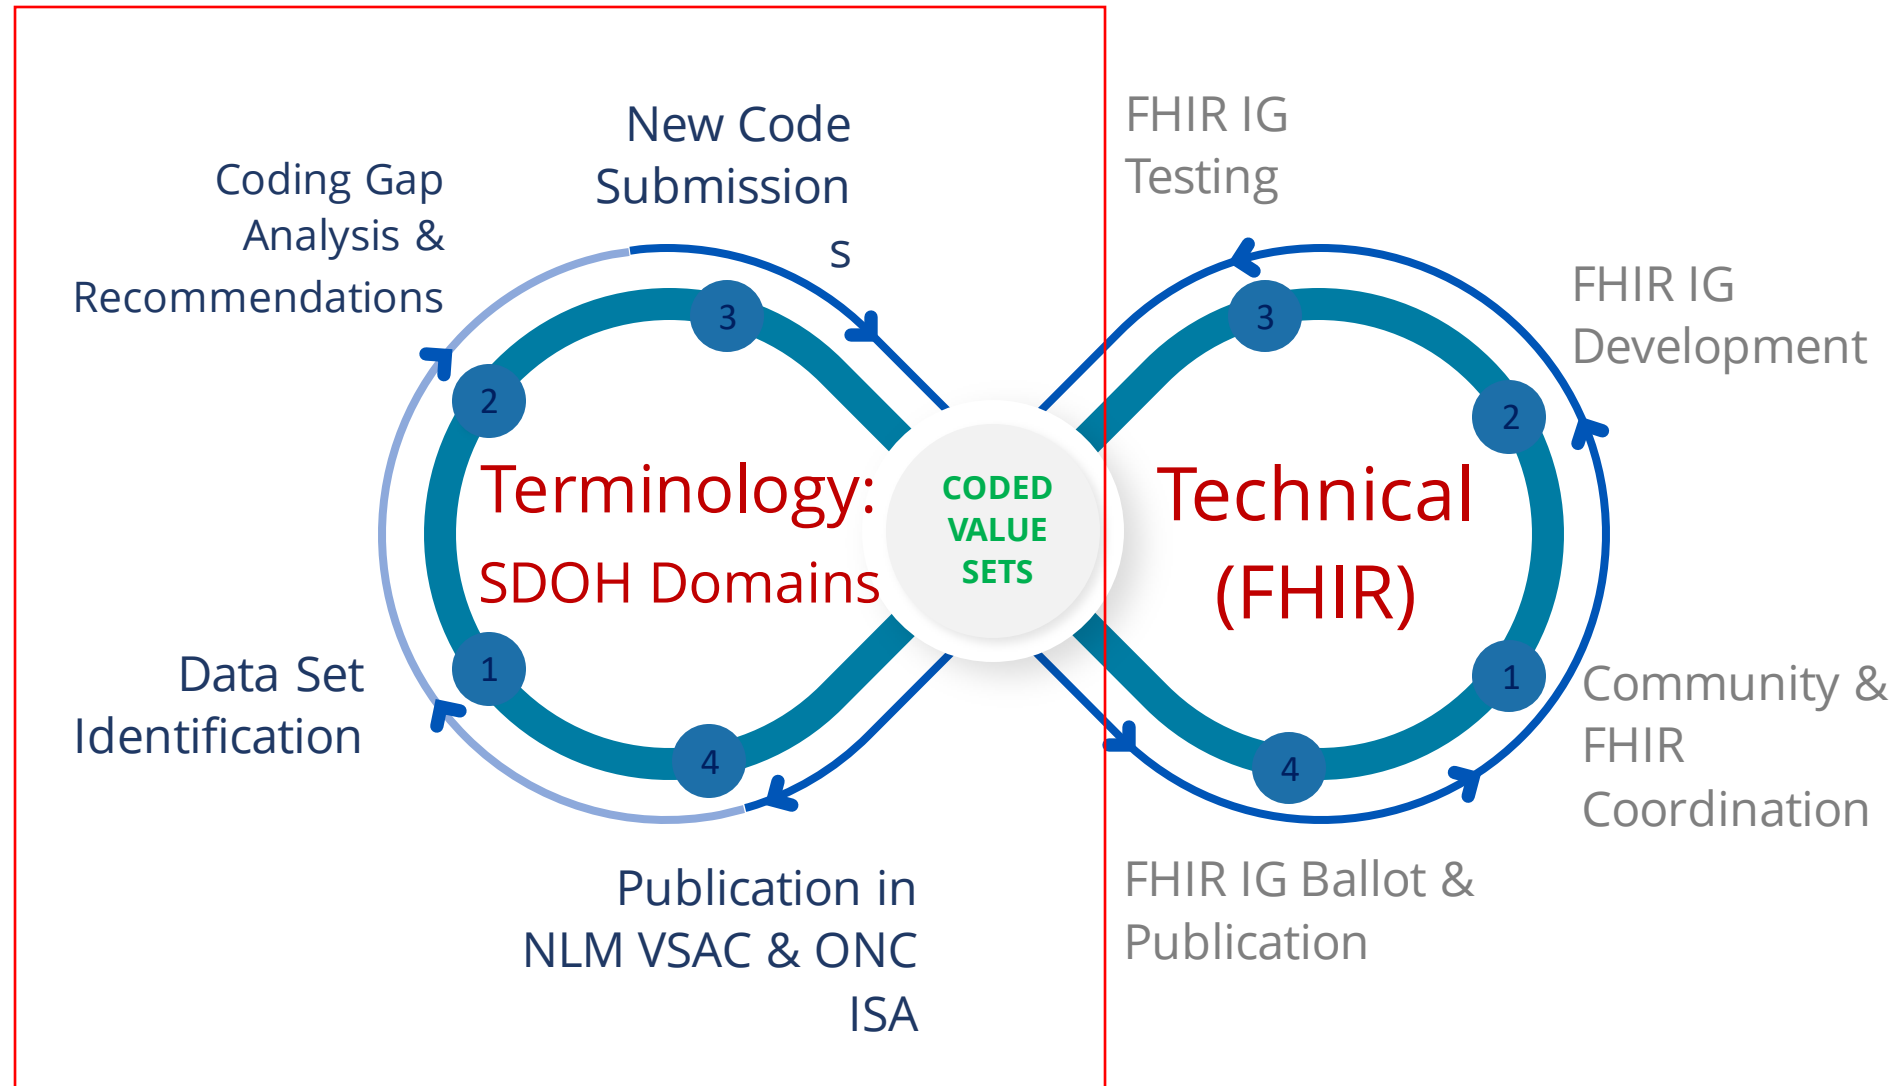 New Code
Submission
s
Coding Gap
Analysis &
Recommendations
3
2
Terminology:
SDOH Domains
1
Data Set
Identification
4
Publication in
NLM VSAC & ONC
ISA
CODED
VALUE
SETS
FHIR IG
Testing
3
FHIR IG
Development
2
Technical
(FHIR)
1
Community &
FHIR
Coordination
4
FHIR IG Ballot &
Publication